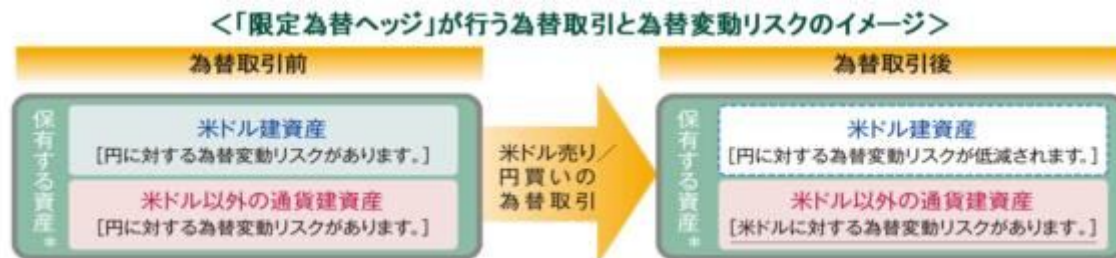 ＜「限定為替ヘッジ」が行う為替取引と為替変動リスクのイメージ＞
為替取引前
保有する資産*
米ドル建資産
[円に対する為替変動リスクがあります。]
米ドル以外の通貨建資産
[円に対する為替変動リスクがあります。]
米ドル売り／
円買いの
為替取引
為替取引後
保有する資産*
米ドル建資産
[円に対する為替変動リスクが低減されます。]
米ドル以外の通貨建資産
[米ドルに対する為替変動リスクがあります。]